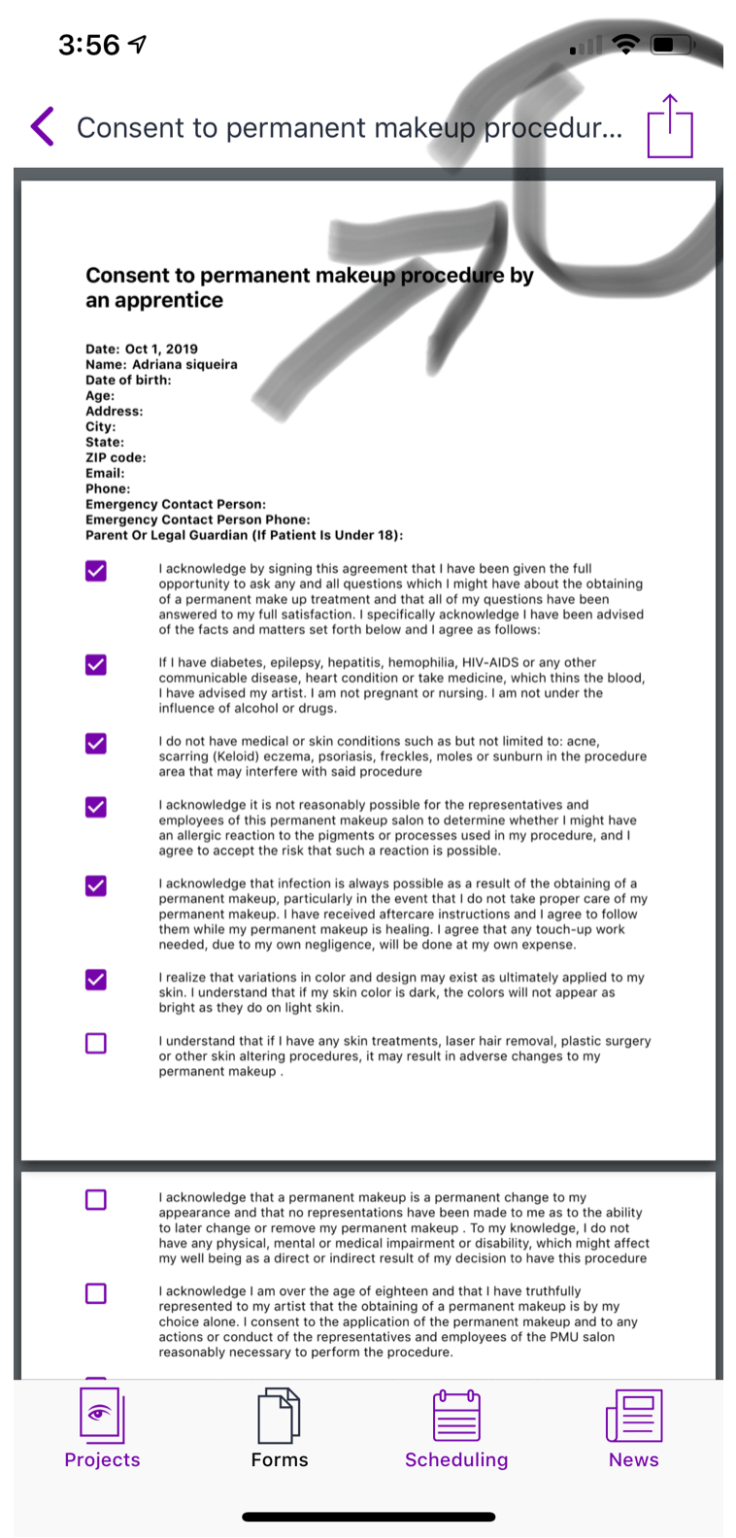 3:56
Consent to permanent makeup procedur...
Consent to permanent makeup procedure by
an apprentice
Date: Oct 1, 2019
Name: Adriana siqueira
Date of birth:
Age:
Address:
City:
State:
ZIP code:
Email:
Phone:
Emergency Contact Person:
Emergency Contact Person Phone:
Parent Or Legal Guardian (If Patient Is Under 18):
I acknowledge by signing this agreement that I have been given the full
opportunity to ask any and all questions which I might have about the obtaining
of a permanent make up treatment and that all of my questions have been
answered to my full satisfaction. I specifically acknowledge I have been advised
of the facts and matters set forth below and I agree as follows:
If I have diabetes, epilepsy, hepatitis, hemophilia, HIV-AIDS or any other
communicable disease, heart condition or take medicine, which thins the blood,
I have advised my artist. I am not pregnant or nursing. I am not under the
influence of alcohol or drugs.
I do not have medical or skin conditions such as but not limited to: acne,
scarring (Keloid) eczema, psoriasis, freckles, moles or sunburn in the procedure
area that may interfere with said procedure
I acknowledge it is not reasonably possible for the representatives and
employees of this permanent makeup salon to determine whether I might have
an allergic reaction to the pigments or processes used in my procedure, and I
agree to accept the risk that such a reaction is possible.
I acknowledge that infection is always possible as a result of the obtaining of a
permanent makeup, particularly in the event that I do not take proper care of my
permanent makeup. I have received aftercare instructions and I agree to follow
them while my permanent makeup is healing. I agree that any touch-up work
needed, due to my own negligence, will be done at my own expense.
I realize that variations in color and design may exist as ultimately applied to my
skin. I understand that if my skin color is dark, the colors will not appear as
bright as they do on light skin.
I understand that if I have any skin treatments, laser hair removal, plastic surgery
or other skin altering procedures, it may result in adverse changes to my
permanent makeup .
I acknowledge that a permanent makeup is a permanent change to my
appearance and that no representations have been made to me as to the ability
to later change or remove my permanent makeup . To my knowledge, I do not
have any physical, mental or medical impairment or disability, which might affect
my well being as a direct or indirect result of my decision to have this procedure
I acknowledge I am over the age of eighteen and that I have truthfully
represented to my artist that the obtaining of a permanent makeup is by my
choice alone. I consent to the application of the permanent makeup and to any
actions or conduct of the representatives and employees of the PMU salon
reasonably necessary to perform the procedure.
Projects
Forms
Scheduling
News